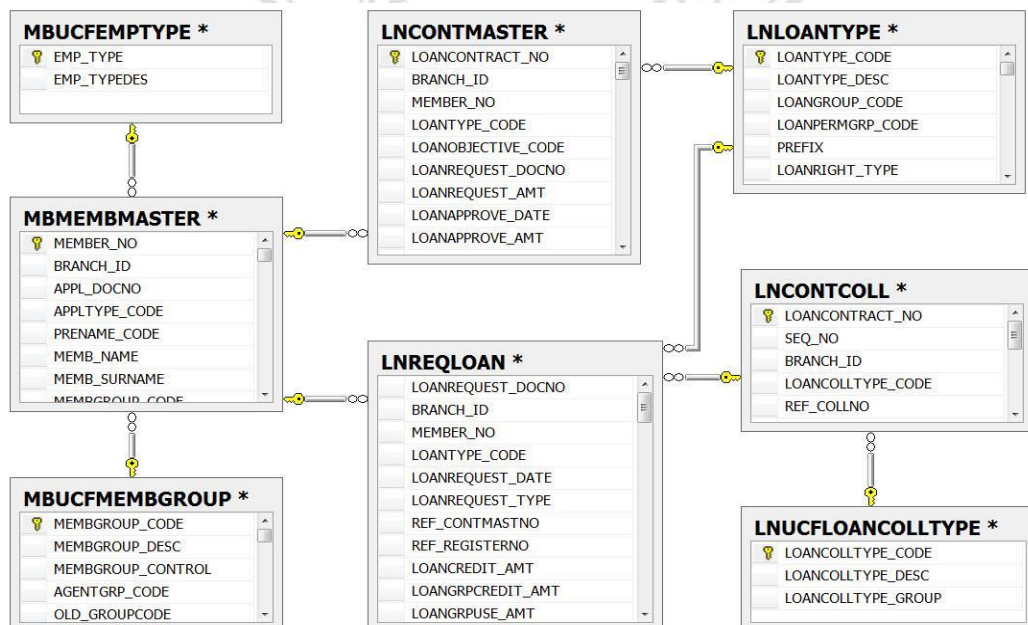 MBUCFEMPTYPE *
EMP_TYPE
EMP_TYPEDES
MBMEMBMASTER *
MEMBER_NO
BRANCH_ID
APPL_DOCNO
APPLTYPE_CODE
PRENAME_CODE
MEMB_NAME
MEMB_SURNAME
MEMBGROUP_CODE
MBUCFMEMBGROUP *
MEMBGROUP_CODE
MEMBGROUP_DESC
MEMBGROUP_CONTROL
AGENTGRP_CODE
OLD_GROUPCODE
LNCONTMASTER *
LOANCONTRACT_NO
BRANCH_ID
MEMBER_NO
LOANTYPE_CODE
LOANOBJECTIVE_CODE
LOANREQUEST_DOCNO
LOANREQUEST_AMT
LOANAPPROVE_DATE
LOANAPPROVE_AMT
LNREQLOAN *
LOANREQUEST_DOCNO
BRANCH_ID
MEMBER_NO
LOANTYPE_CODE
LOANREQUEST_DATE
LOANREQUEST_TYPE
REF_CONTMASTNO
REF_REGISTERNO
LOANCREDIT_AMT
LOANGRPCREDIT_AMT
LOANGRPUSE_AMT
LNLOANTYPE *
LOANTYPE_CODE
LOANTYPE_DESC
LOANGROUP_CODE
LOANPERMGRP_CODE
PREFIX
LOANRIGHT_TYPE
LNCONTCOLL *
LOANCONTRACT_NO
SEQ_NO
BRANCH_ID
LOANCOLLTYPE_CODE
REF_COLLNO
LNUCFLOANCOLLTYPE *
LOANCOLLTYPE_CODE
LOANCOLLTYPE_DESC
LOANCOLLTYPE_GROUP